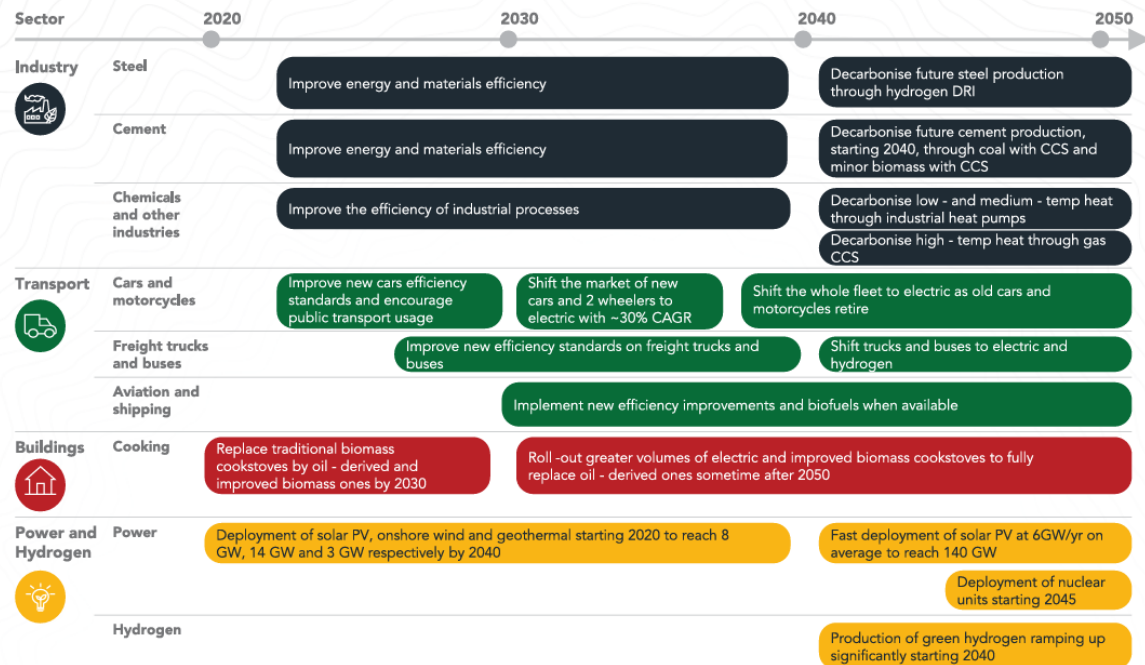 Sector 2020 2030 2040 2050
Industry
Steel
Improve energy and materials efficiency
Decarbonise future steel production
through hydrogen DRI
Cement
Improve energy and materials efficiency
Decarbonise future cement production,
starting 2040, through coal with CCS and
minor biomass with CCS
Chemicals
and other
industries
Improve the efficiency of industrial processes
Decarbonise low - and medium - temp heat
through industrial heat pumps
Decarbonise high - temp heat through gas
CCS
Transport
Cars and
motorcycles
Improve new cars efficiency
standards and encourage
public transport usage
Shift the market of new
cars and 2 wheelers to
electric with ~30% CAGR
Shift the whole fleet to electric as old cars and
motorcycles retire
Freight trucks
and buses
Improve new efficiency standards on freight trucks and
buses
Shift trucks and buses to electric and
hydrogen
Aviation and
shipping
Implement new efficiency improvements and biofuels when available
Buildings
Cooking
Replace traditional biomass
cookstoves by oil - derived and
improved biomass ones by 2030
Roll -out greater volumes of electric and improved biomass cookstoves to fully
replace oil - derived ones sometime after 2050
Power and
Hydrogen
Power
Deployment of solar PV, onshore wind and geothermal starting 2020 to reach 8
GW, 14 GW and 3 GW respectively by 2040
Fast deployment of solar PV at 6GW/yr on
average to reach 140 GW
Deployment of nuclear
units starting 2045
Hydrogen
Production of green hydrogen ramping up
significantly starting 2040